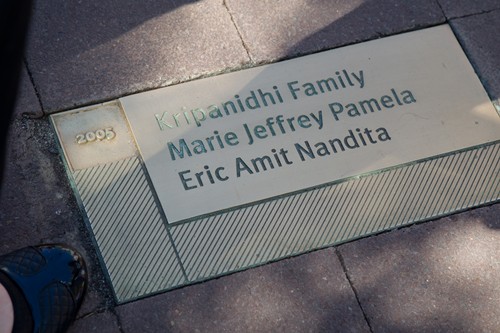 2005
Kripanidhi Family
Marie Jeffrey Pamela
Eric Amit Nandita